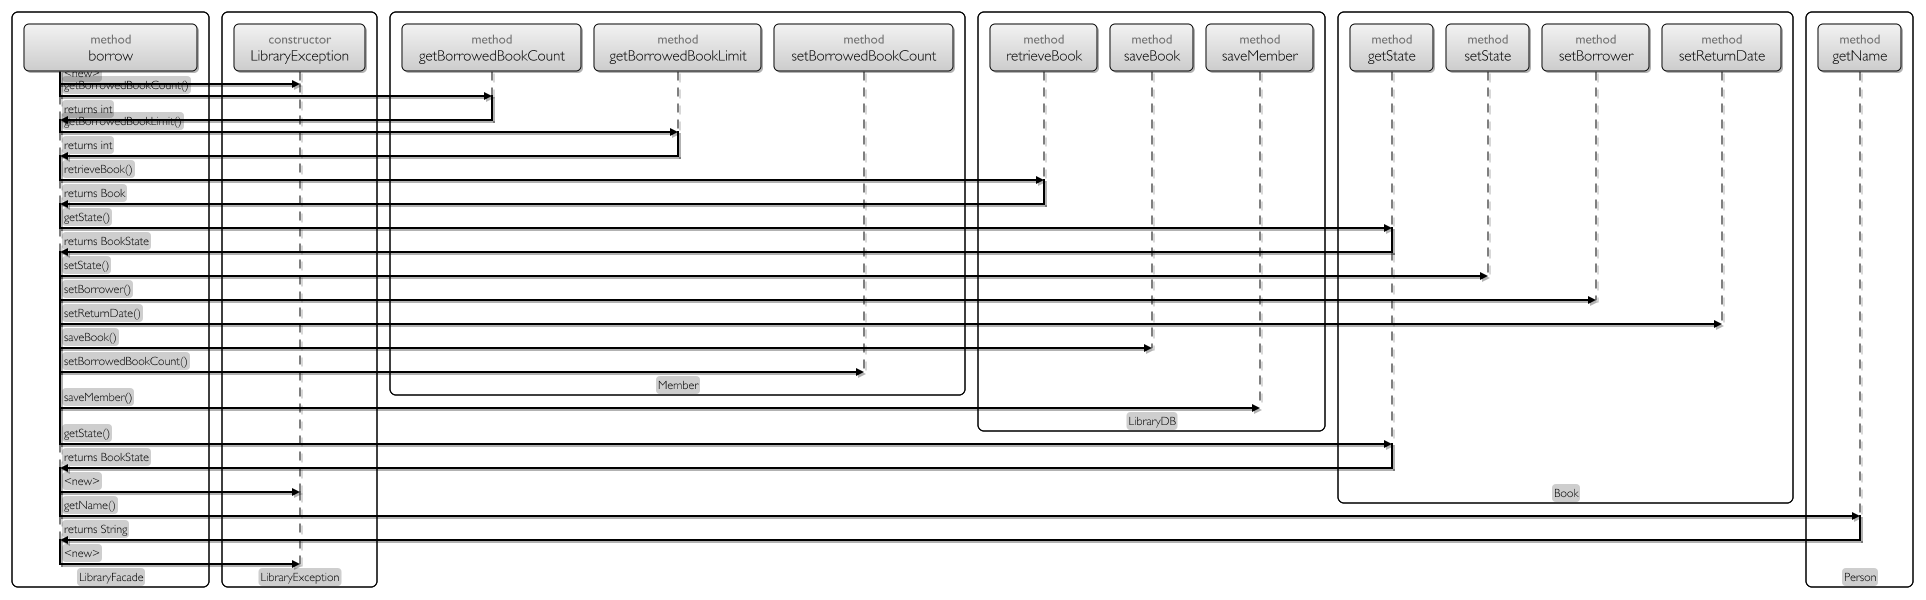 method
borrow
constructor
LibraryException
method
getBorrowedBookCount
method
getBorrowedBookLimit
method
setBorrowedBookCount
method
retrieveBook
method
saveBook
method
saveMember
method
getState
method
setState
method
setBorrower
method
setReturnDate
method
getName
<new>
getBorrowedBookCount()
returns int
getBorrowedBookLimit()
returns int
retrieveBook()
returns Book
getState()
returns BookState
setState()
setBorrower()
setReturnDate()
saveBook()
setBorrowedBookCount()
Member
saveMember()
LibraryDB
getState()
returns BookState
<new>
Book
getName()
returns String
<new>
LibraryFacade
LibraryException
Person